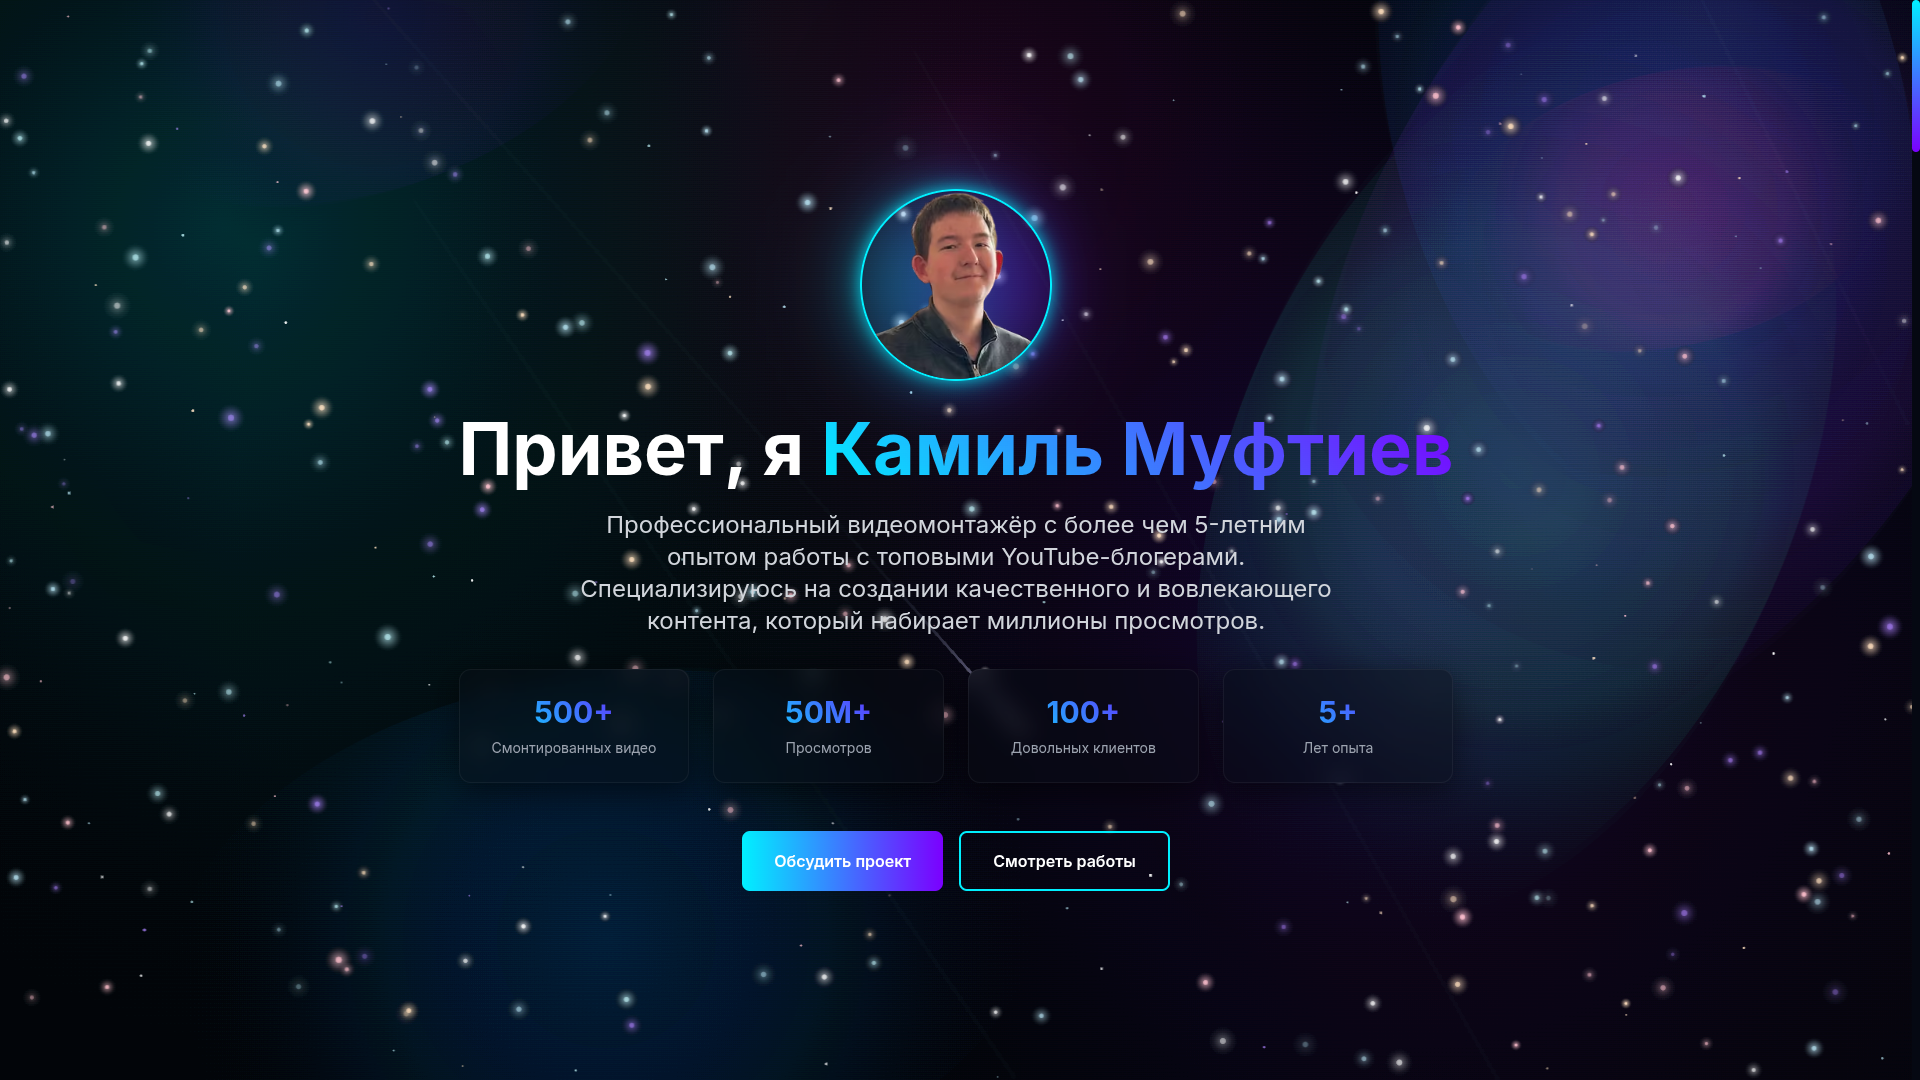 Привет, я Камиль Муфтиев
Профессиональный видеомонтажёр с более чем 5-летним
опытом работы с топовыми YouTube-блогерами.
Специализируюсь на создании качественного и вовлекающего
контента, который набирает миллионы просмотров.
500+
Смонтированных видео
50M+
Просмотров
100+
Довольных клиентов
5+
Лет опыта
Обсудить проект
Смотреть работы